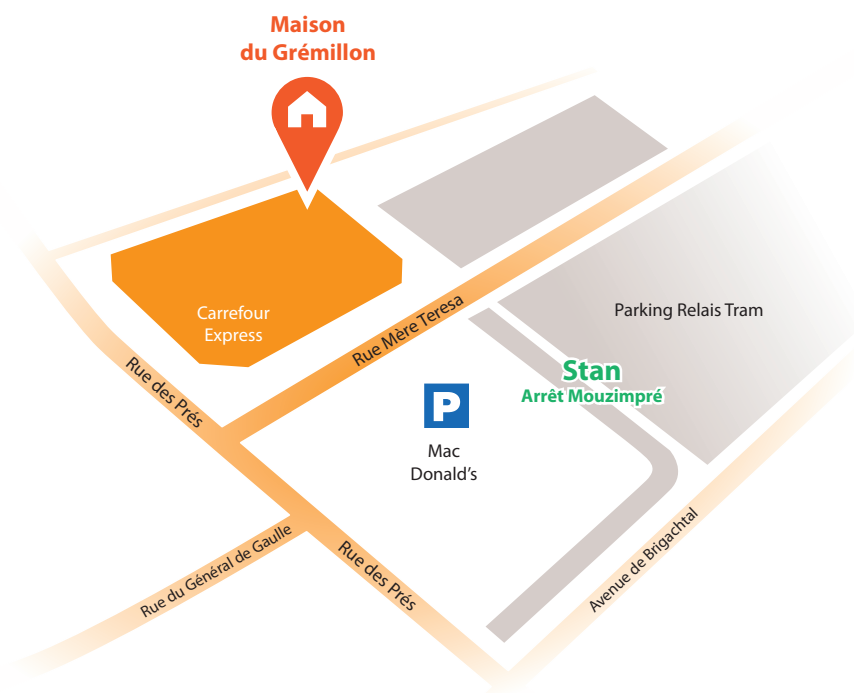 Maison
du Grémillon
Carrefour
Express
Rue Mère Teresa
Parking Relais Tram
Rue des Prés
Stan
Arrêt Mouzimpré
P
Mac
Donald's
Rue du Général de Gaulle
Rue des Prés
Avenue de Brigachtal